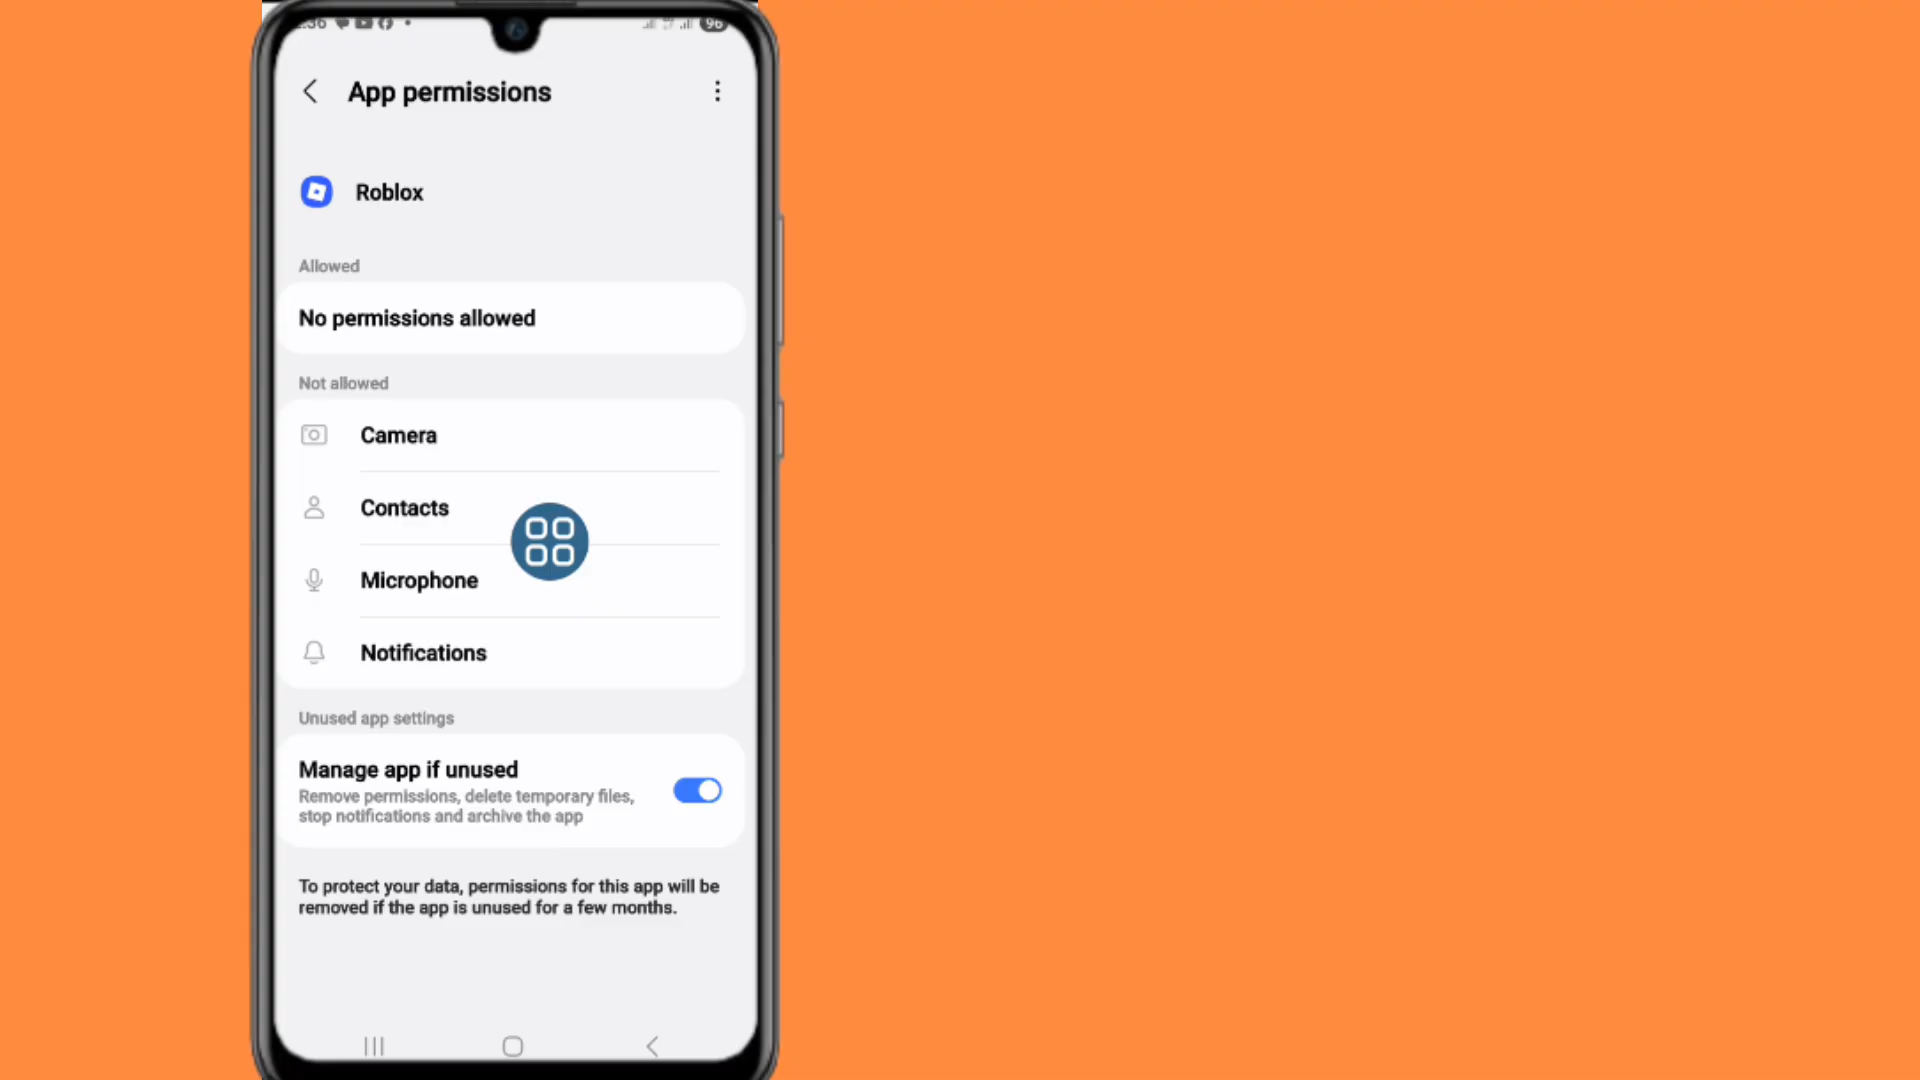 96
App permissions
Roblox
Allowed
No permissions allowed
Not allowed
Camera
Contacts
Microphone
Notifications
Unused app settings
Manage app if unused
Remove permissions, delete temporary files,
stop notifications and archive the app
To protect your data, permissions for this app will be
removed if the app is unused for a few months.